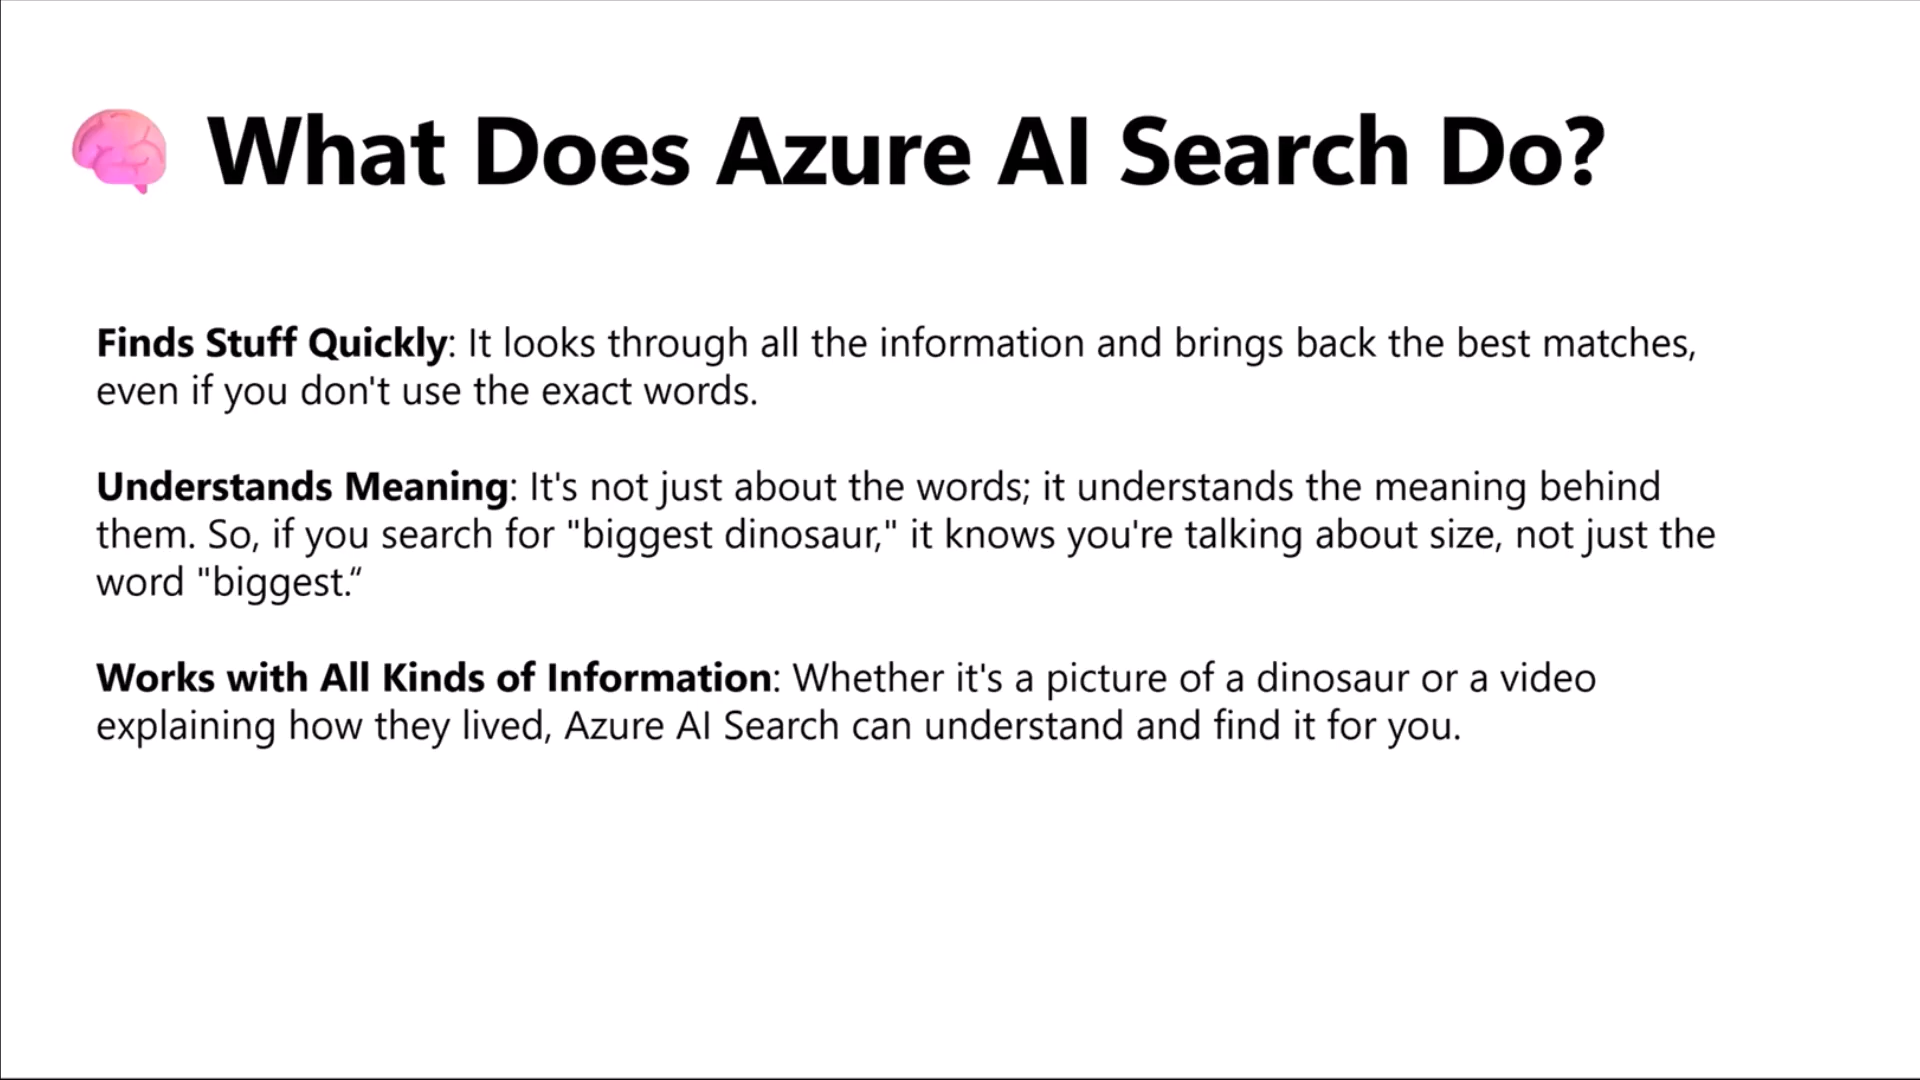 What Does Azure AI Search Do?
Finds Stuff Quickly: It looks through all the information and brings back the best matches,
even if you don't use the exact words.
Understands Meaning: It's not just about the words; it understands the meaning behind
them. So, if you search for "biggest dinosaur," it knows you're talking about size, not just the
word "biggest.“
Works with All Kinds of Information: Whether it's a picture of a dinosaur or a video
explaining how they lived, Azure AI Search can understand and find it for you.